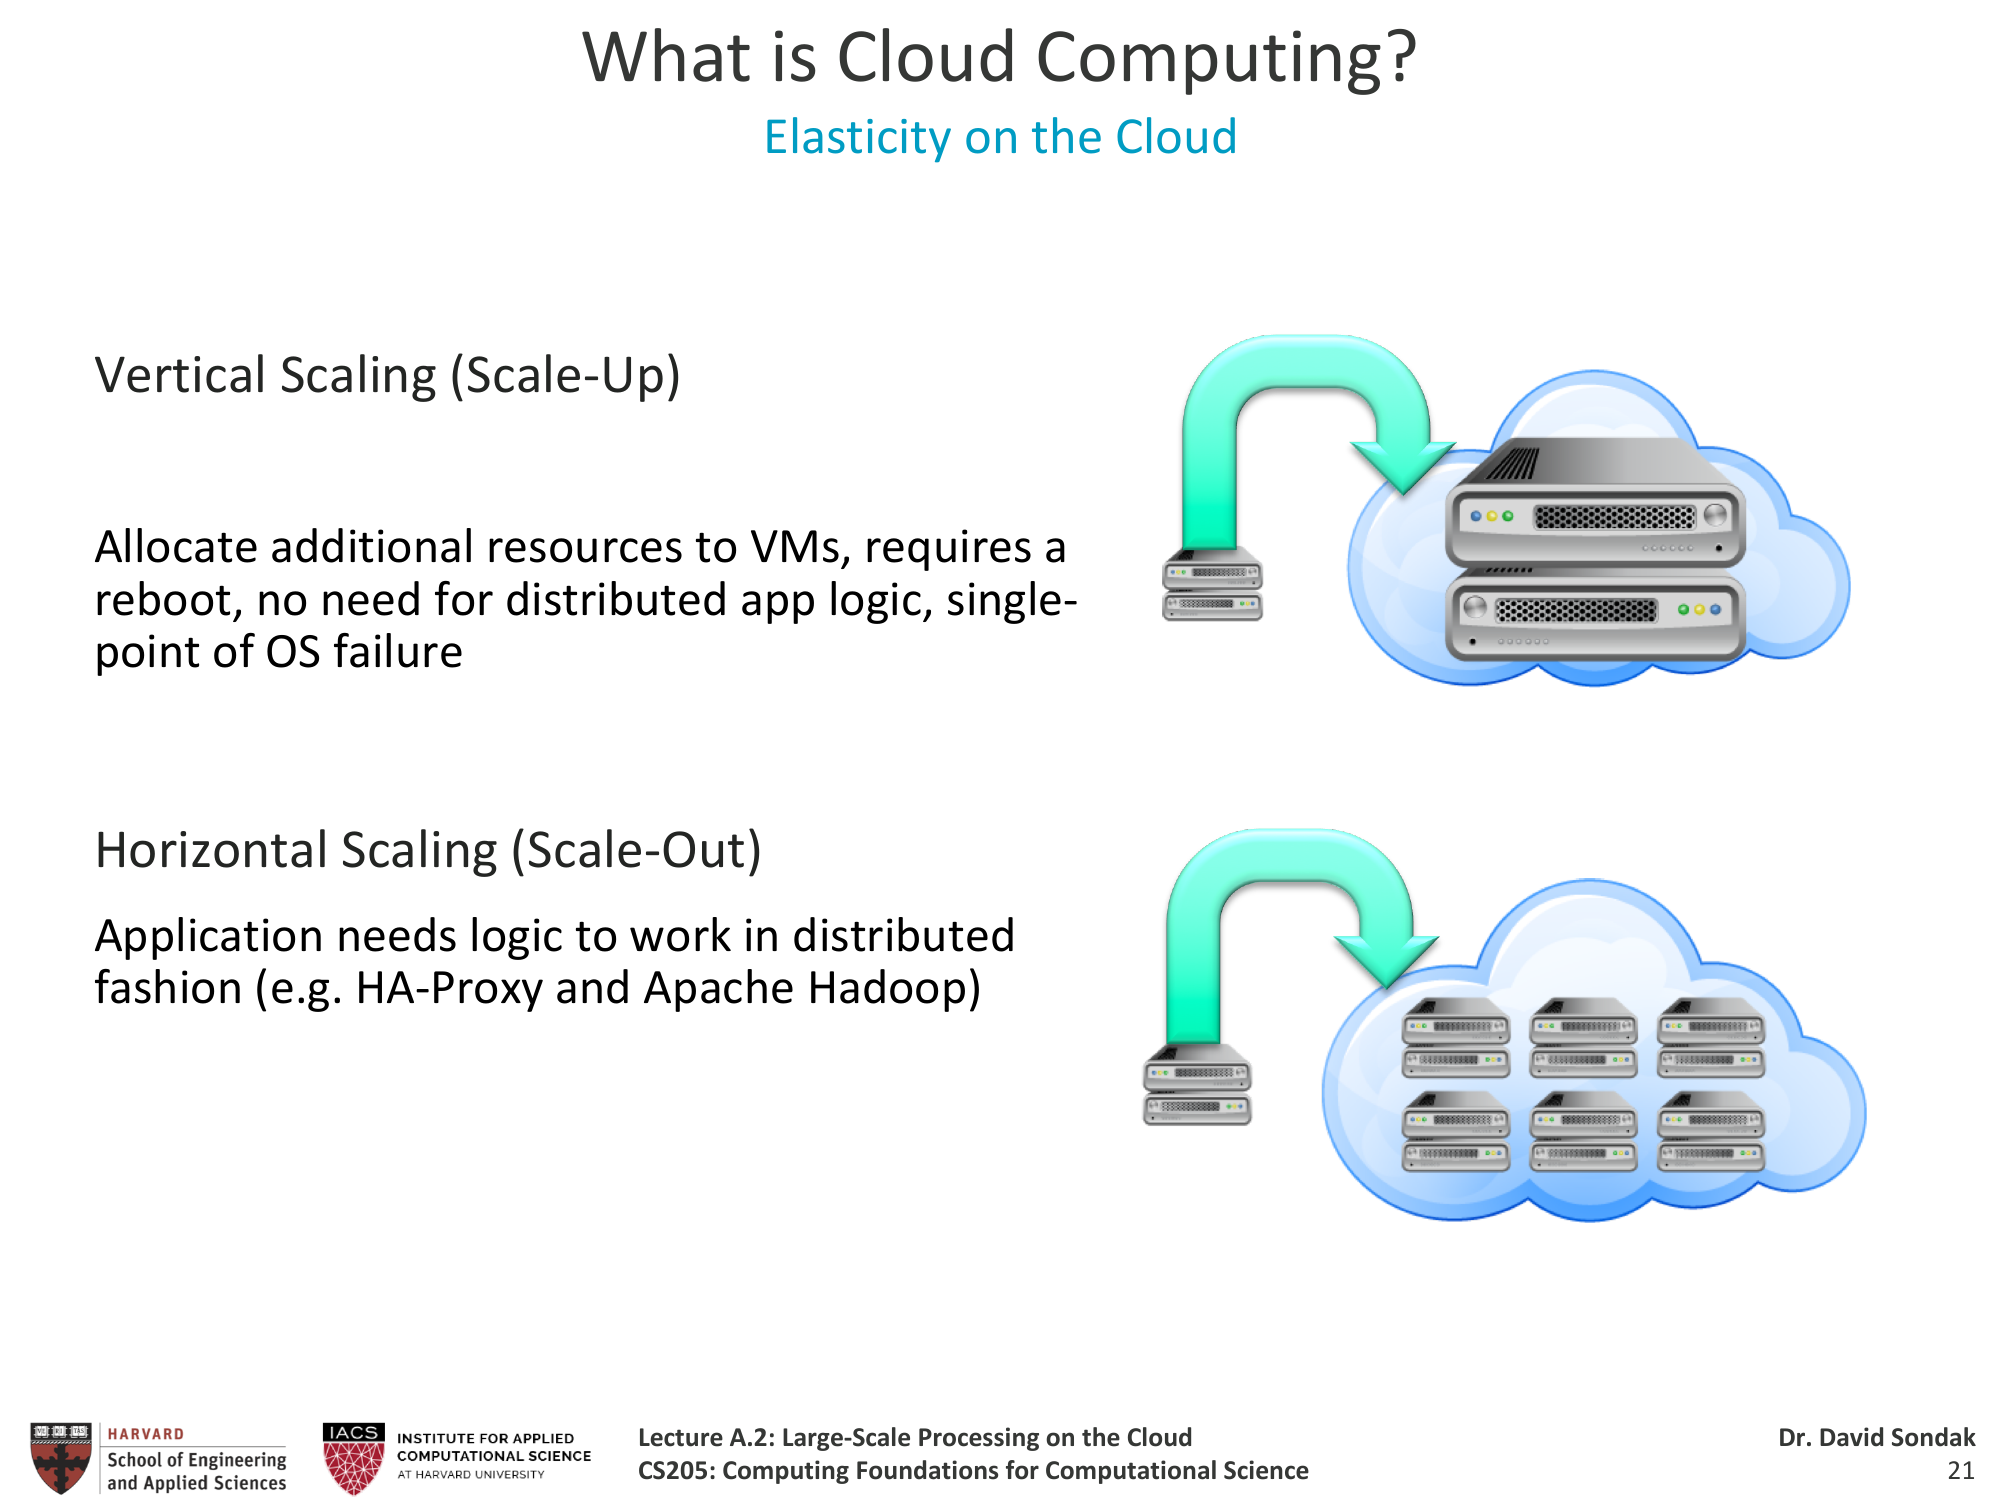 What is Cloud Computing?
Elasticity on the Cloud
Vertical Scaling (Scale-Up)
Allocate additional resources to VMs, requires a
reboot, no need for distributed app logic, single-
point of OS failure
Horizontal Scaling (Scale-Out)
Application needs logic to work in distributed
fashion (e.g. HA-Proxy and Apache Hadoop)
HARVARD
School of Engineering
and Applied Sciences
IACS
INSTITUTE FOR APPLIED
COMPUTATIONAL SCIENCE
AT HARVARD UNIVERSITY
Lecture A.2: Large-Scale Processing on the Cloud
CS205: Computing Foundations for Computational Science
Dr. David Sondak
21